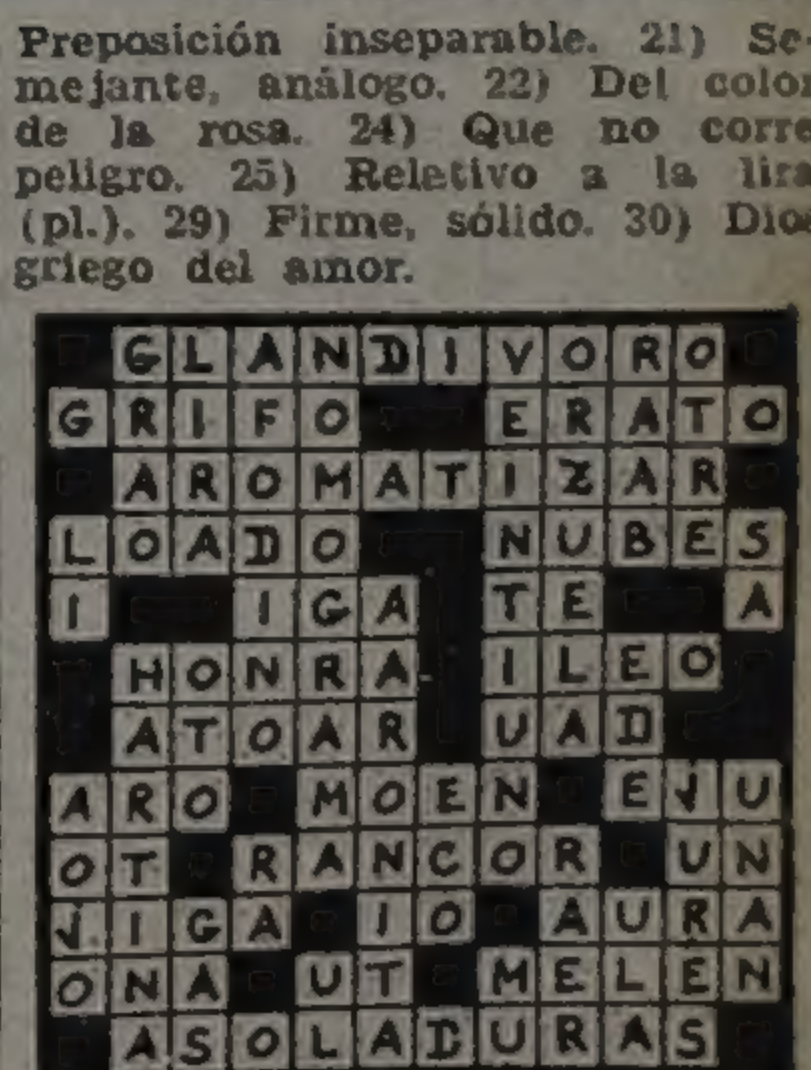 Preposición inseparable. 21) Se-
mejante, análogo. 22) Del color
de la rosa. 24) Que no corre
peligro. 25) Reletivo a la lira
(pl.). 29) Firme, sólido. 30) Dios
griego del amor.
GLANDIVORO
GRIFO ERATO
AROMATIZAR
LOADO NUBES
I IGA TE A
HONRA ILEO
ATOAR UAD
ARO MOEN EJU
OT RANCOR UN
JIGA IO AURA
ONA UT MELEN
ASOLADURAS